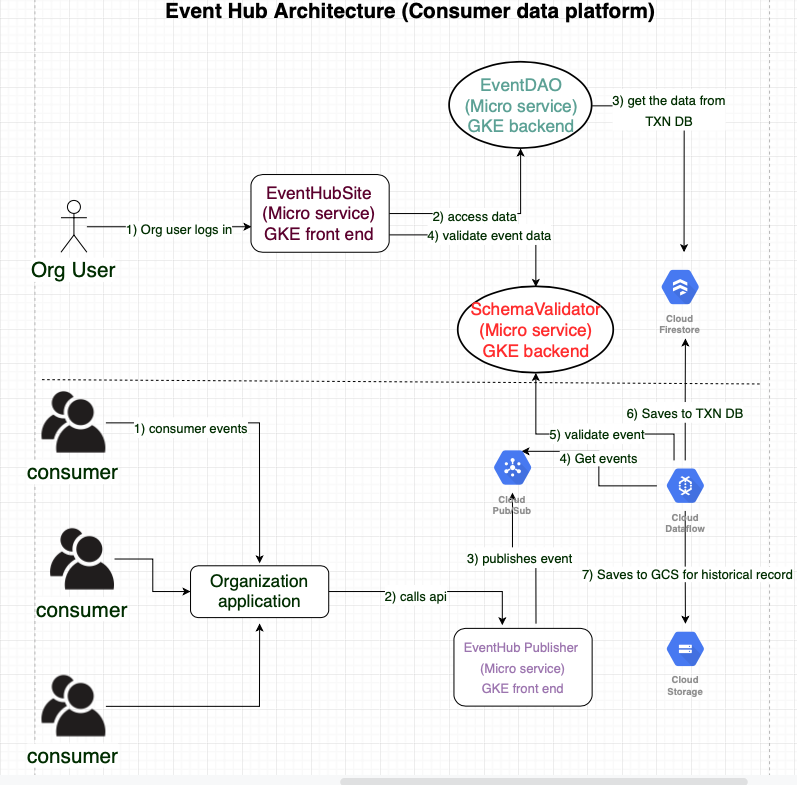 Event Hub Architecture (Consumer data platform)
EventDAO
(Micro service)
GKE backend
3) get the data from
TXN DB
EventHubSite
(Micro service)
GKE front end
2) access data
1) Org user logs in
4) validate event data
Org User
Cloud
Firestore
SchemaValidator
(Micro service)
GKE backend
6) Saves to TXN DB
1) consumer events
5) validate event
4) Get events
consumer
Cloud
Pub/Sub
Cloud
Dataflow
3) publishes event
Organization
application
7) Saves to GCS for historical record
2) calls api
consumer
EventHub Publisher
(Micro service)
GKE front end
Cloud
Storage
consumer